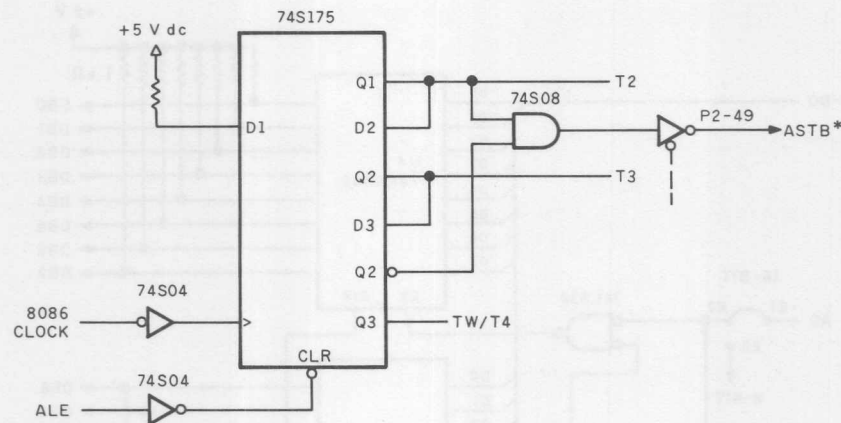 74S175
+5 V dc
D1
Q1
T2
D2
74S08
P2-49
ASTB*
Q2
T3
D3
Q2
74S04
8086
CLOCK
>
Q3
TW/T4
CLR
74S04
ALE